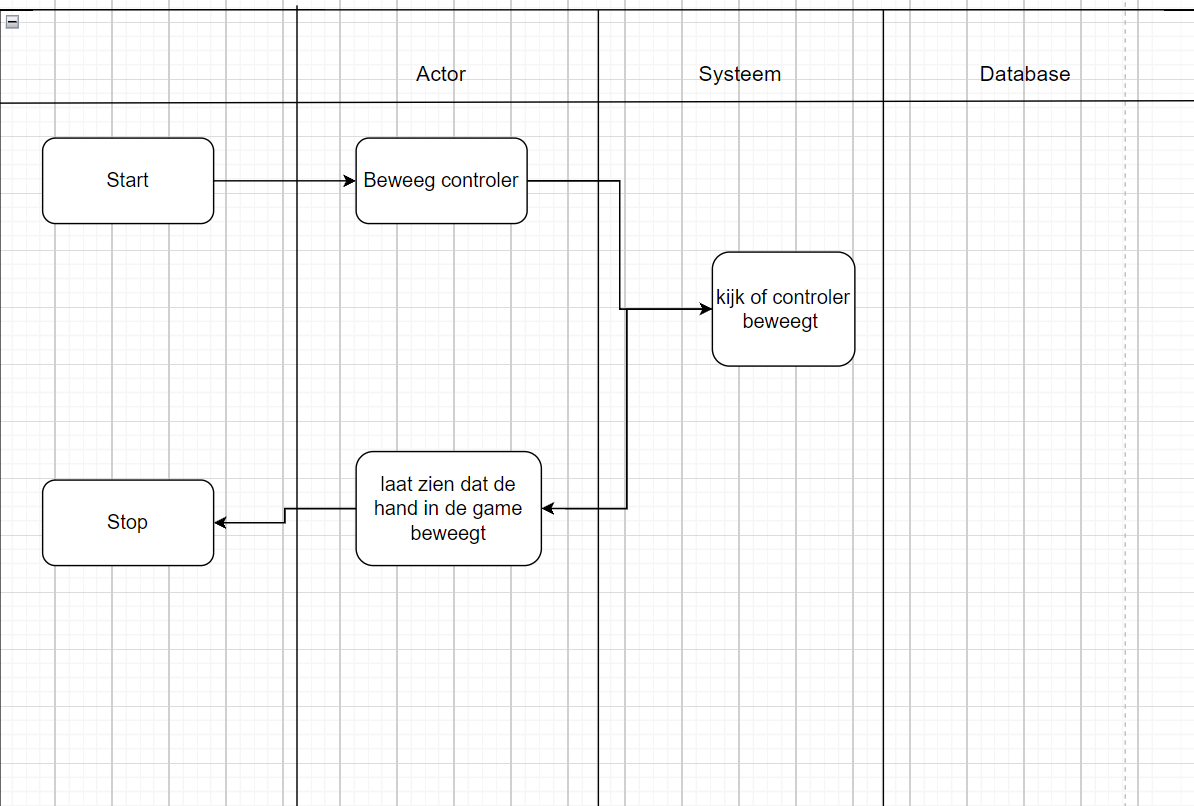 Actor
Systeem
Database
Start
Beweeg controler
kijk of controler
beweegt
laat zien dat de
hand in de game
beweegt
Stop